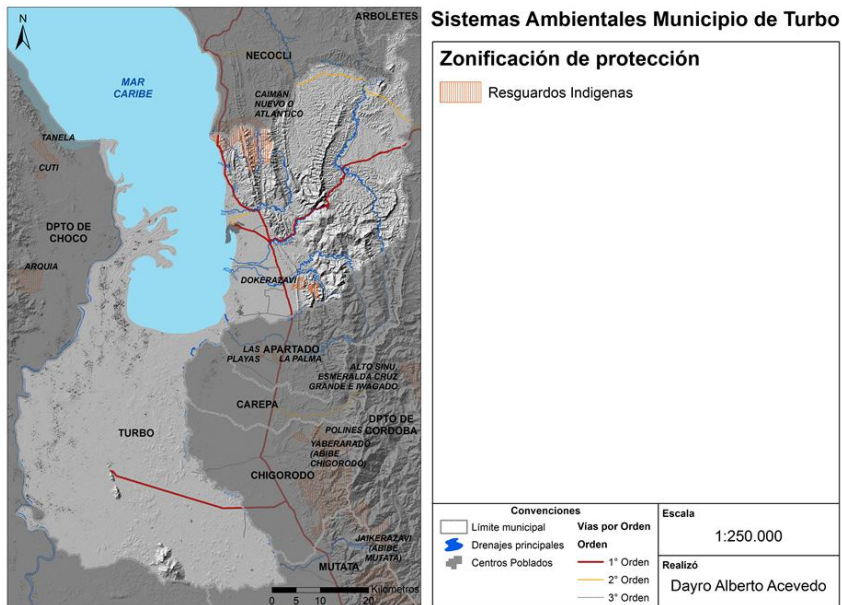 Sistemas Ambientales Municipio de Turbo
N
ARBOLETES
NECOCLI
MAR
CARIBE
CAIMAN
NUEVO O
ATLANTICO
TANELA
CUTI
DPTO DE
CHOCO
ARQUIA
DOKERAZAVI
LAS
PLAYAS
APARTADO
LA PALMA
ALTO SINU,
ESMERALDA CRUZ
GRANDE E IWAGADO
CAREPA
DPTO DE
CORDOBA
TURBO
POLINES
YABERARADO
(ABIBE
CHIGORODO)
CHIGORODO
JAIKERAZAVI
(ABIBE
MUTATA)
MUTATA
Kilómetros
0 5 10 20
Zonificación de protección
Resguardos Indigenas
Convenciones
Límite municipal
Drenajes principales
Centros Poblados
Vias por Orden
Orden
1° Orden
2° Orden
3° Orden
Escala
1:250.000
Realizó
Dayro Alberto Acevedo